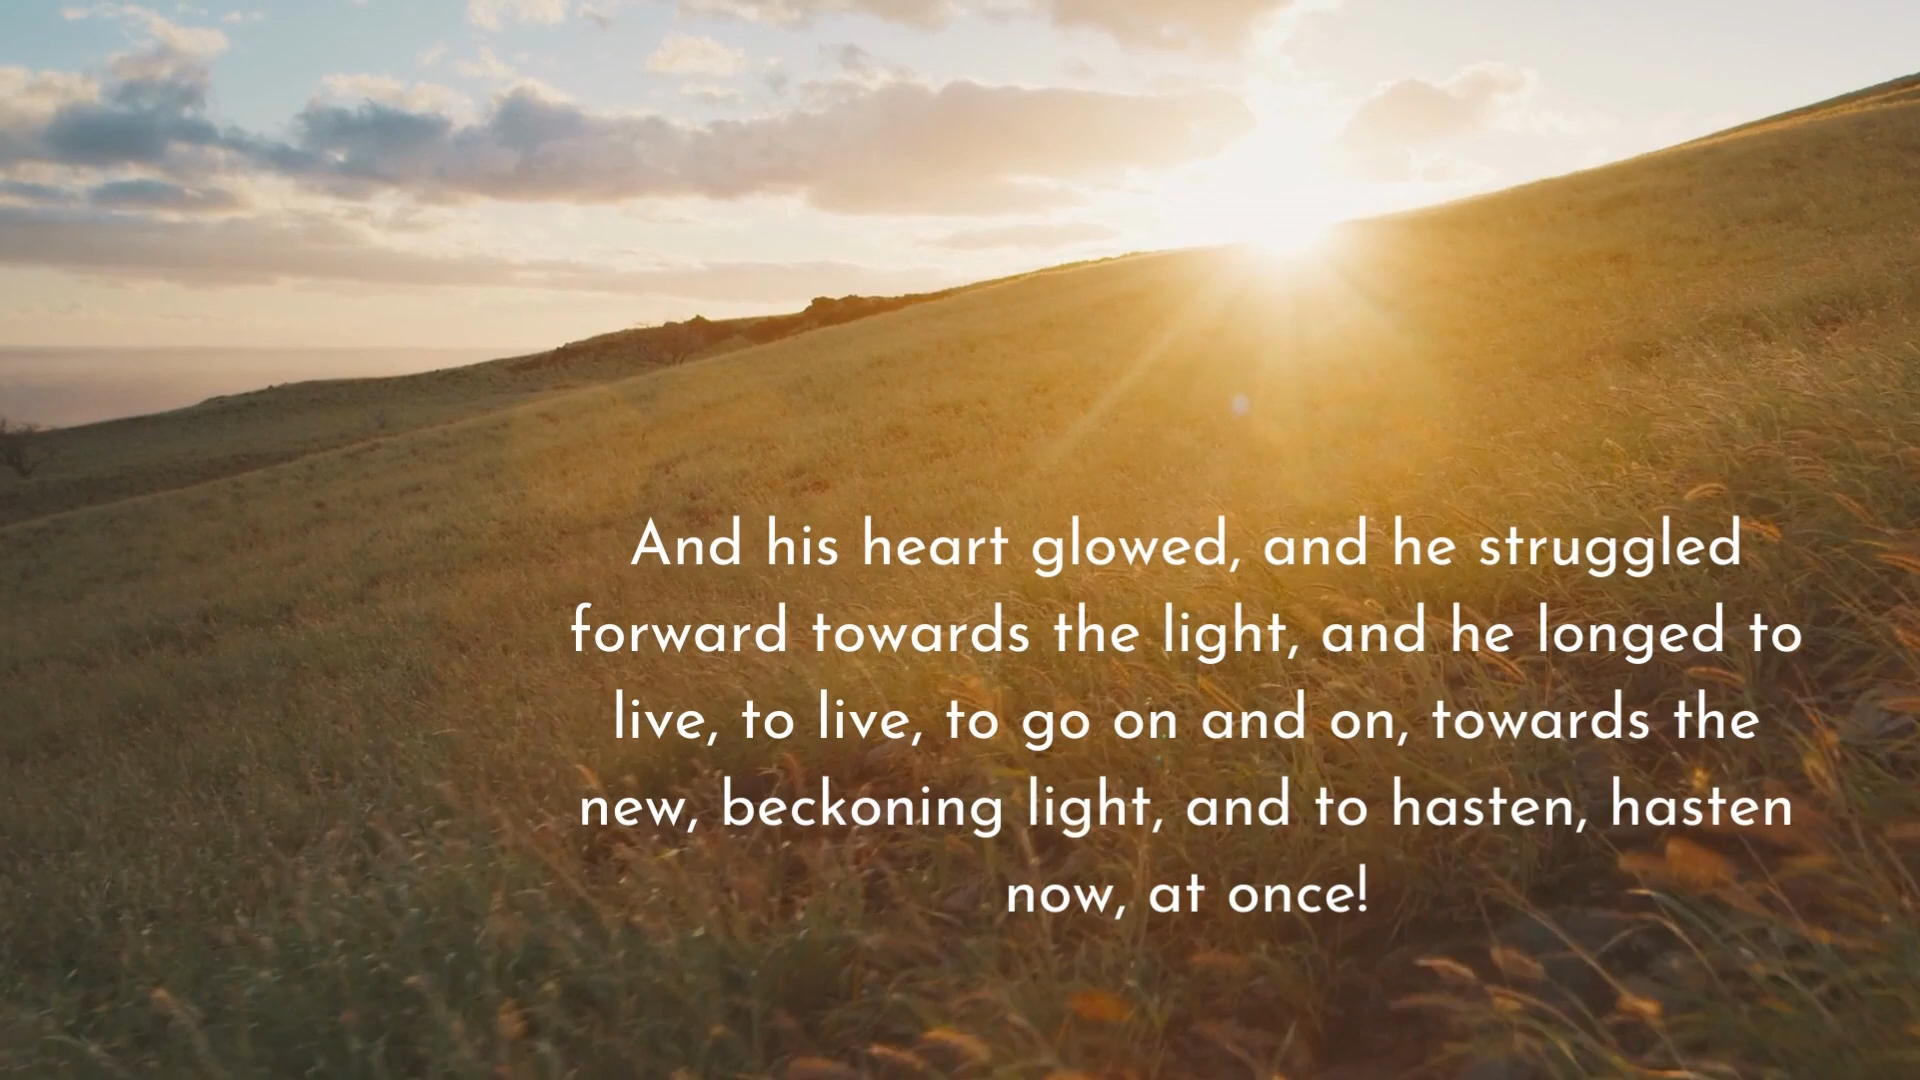 And his heart glowed, and he struggled
forward towards the light, and he longed to
live, to live, to go on and on, towards the
new, beckoning light, and to hasten, hasten
now, at once!